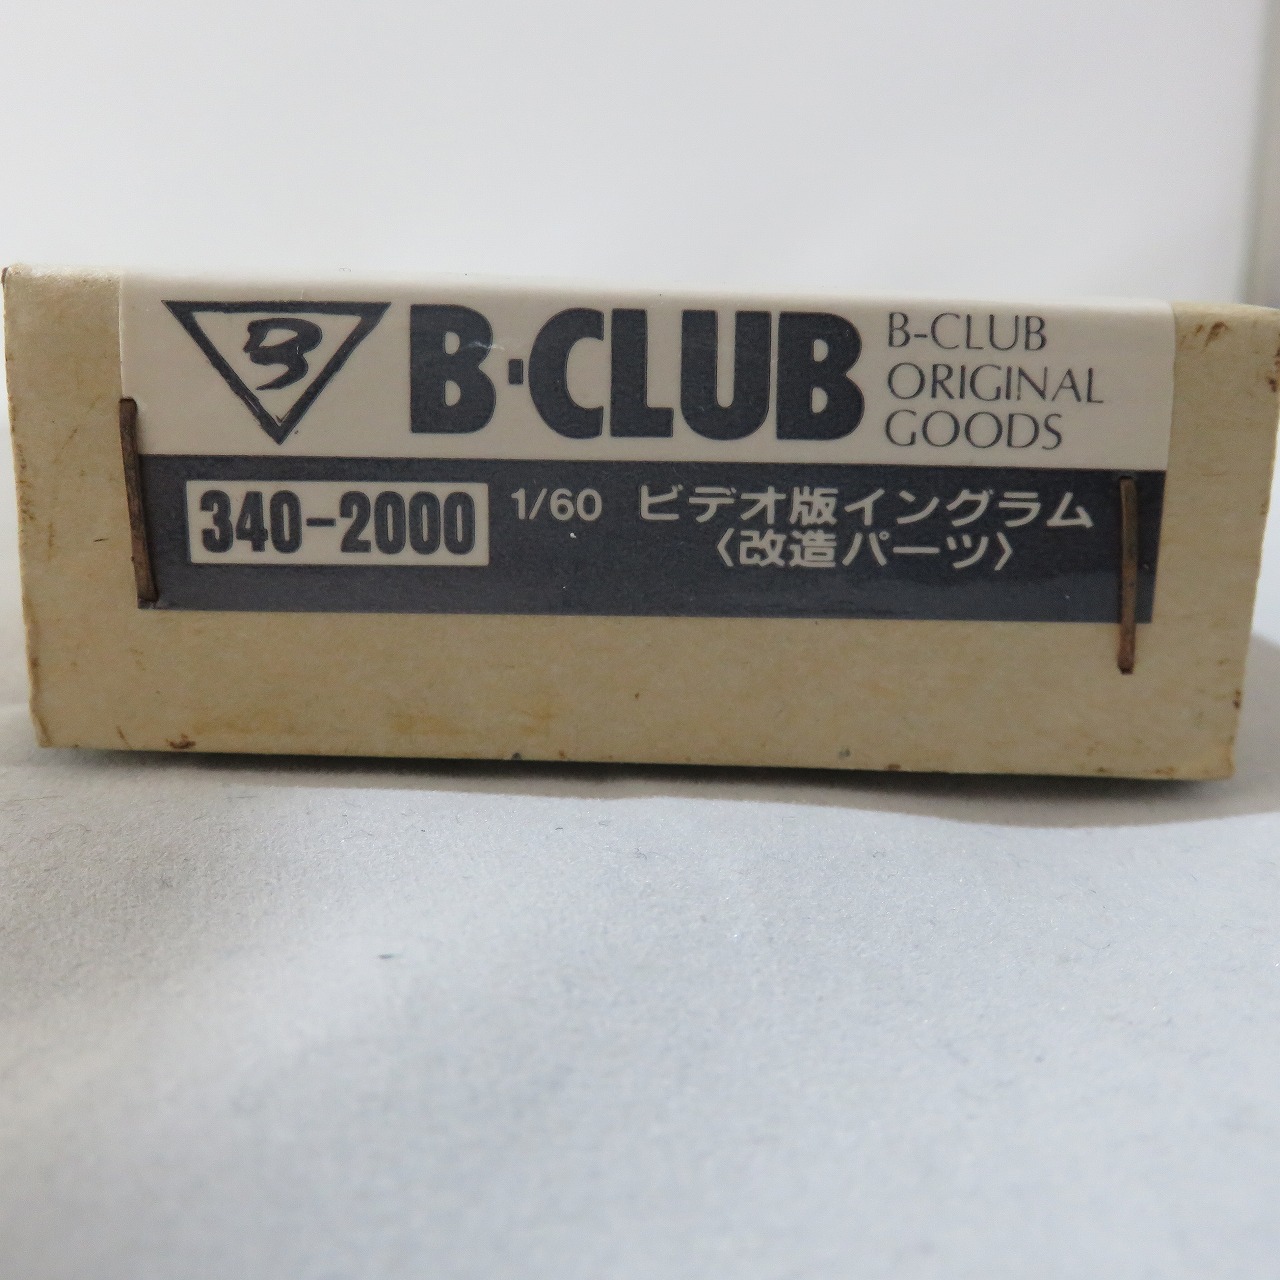 B
B-CLUB
B-CLUB
ORIGINAL
GOODS
340-2000
1/60 ビデオ版イングラム
〈改造パーツ〉